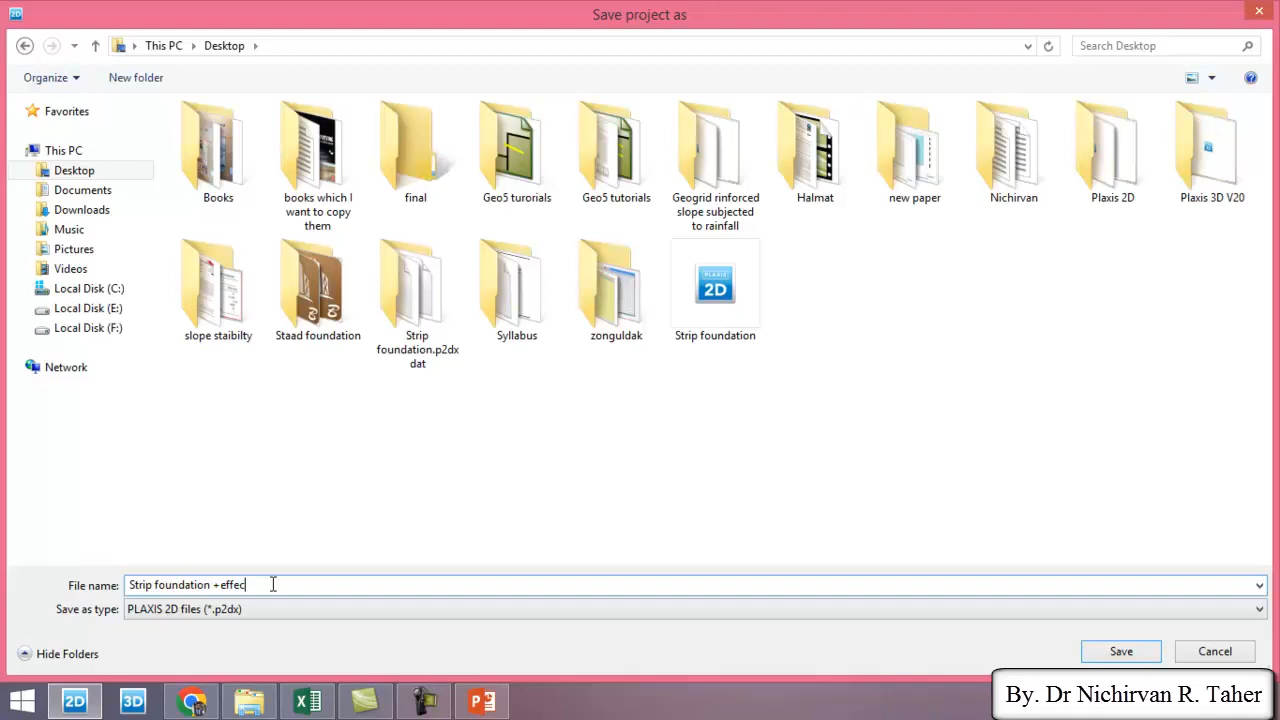 2D
Save project as
This PC
Desktop
Search Desktop
Organize
New folder
Favorites
This PC
Desktop
Documents
Downloads
Music
Pictures
Videos
Local Disk (C:)
Local Disk (E:)
Local Disk (F:)
Network
Books
books which I
want to copy
them
final
Geo5 turorials
Geo5 tutorials
Geogrid rinforced
slope subjected
to rainfall
Halmat
new paper
Nichirvan
Plaxis 2D
Plaxis 3D V20
slope staibilty
Staad foundation
Strip
foundation.p2dx
dat
Syllabus
zonguldak
PLAXIS
2D
Strip foundation
File name: Strip foundation +effec
Save as type: PLAXIS 2D files (*.p2dx)
Hide Folders
Save
Cancel
2D
3D
By. Dr Nichirvan R. Taher